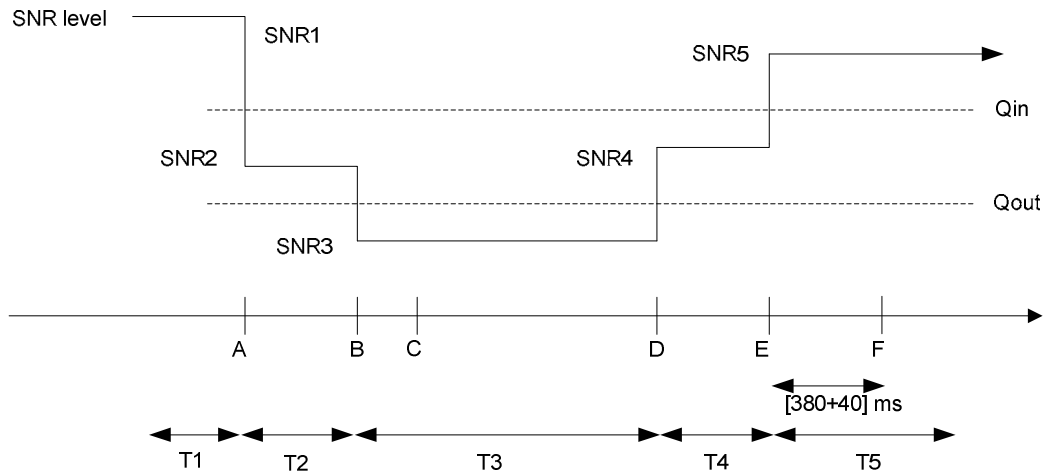 SNR level
SNR1
SNR5
Qin
SNR2
SNR4
Qout
SNR3
A
B
C
D
E
F
[380+40] ms
T1
T2
T3
T4
T5